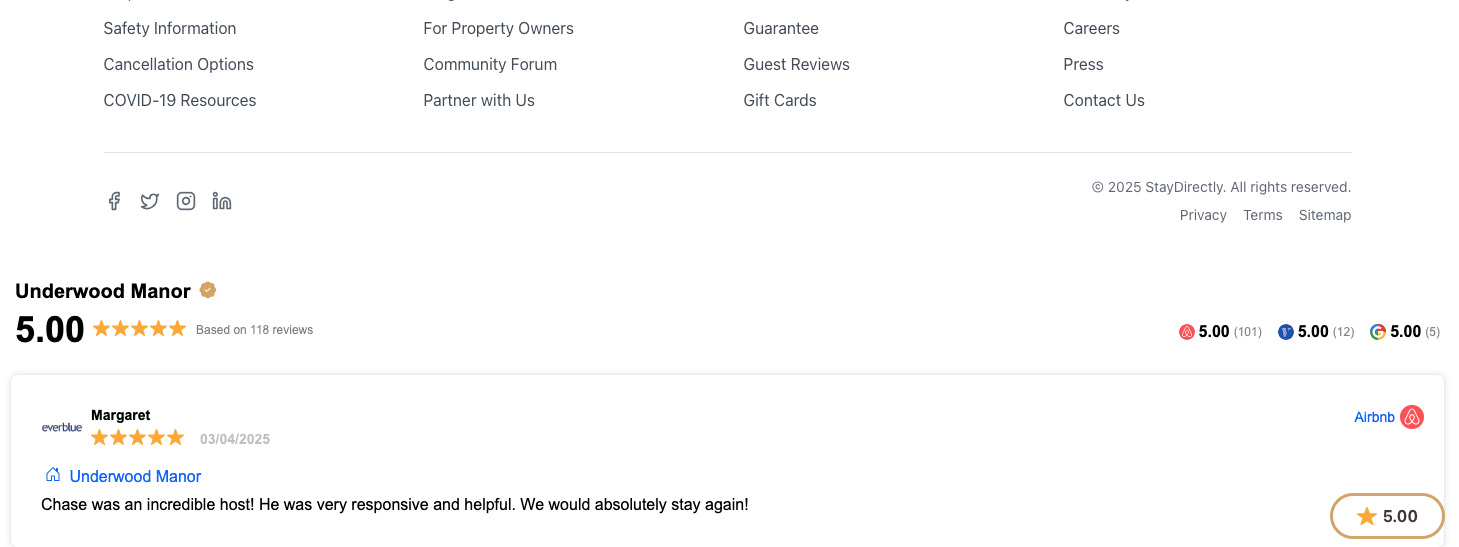 Safety Information For Property Owners Guarantee Careers
Cancellation Options Community Forum Guest Reviews Press
COVID-19 Resources Partner with Us Gift Cards Contact Us
© 2025 StayDirectly. All rights reserved.
Privacy Terms Sitemap
Underwood Manor
5.00 Based on 118 reviews 5.00 (101) 5.00 (12) 5.00 (5)
everblue Margaret Airbnb
03/04/2025
Underwood Manor
Chase was an incredible host! He was very responsive and helpful. We would absolutely stay again!
5.00